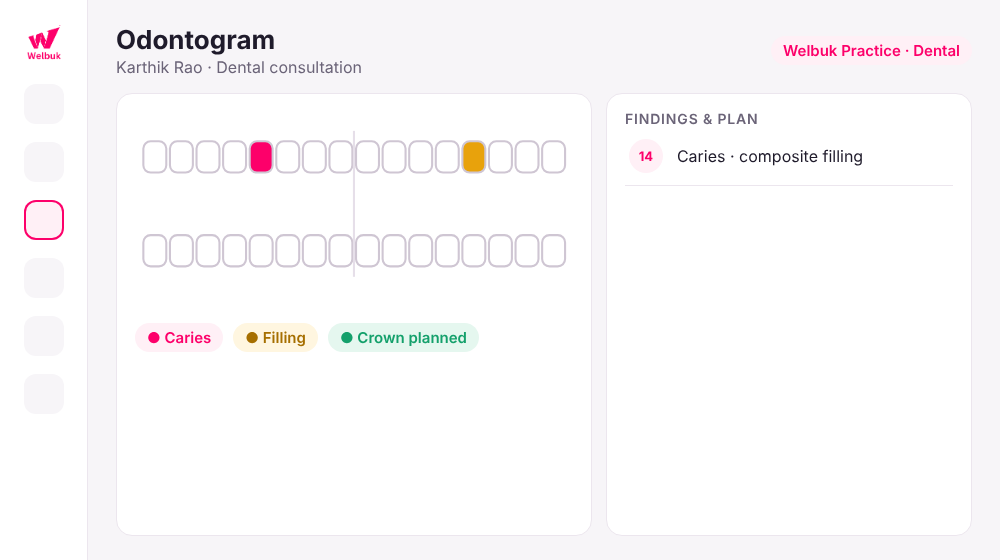 Welbuk
Odontogram
Karthik Rao · Dental consultation
Welbuk Practice · Dental
Caries
Filling
Crown planned
FINDINGS & PLAN
14 Caries · composite filling